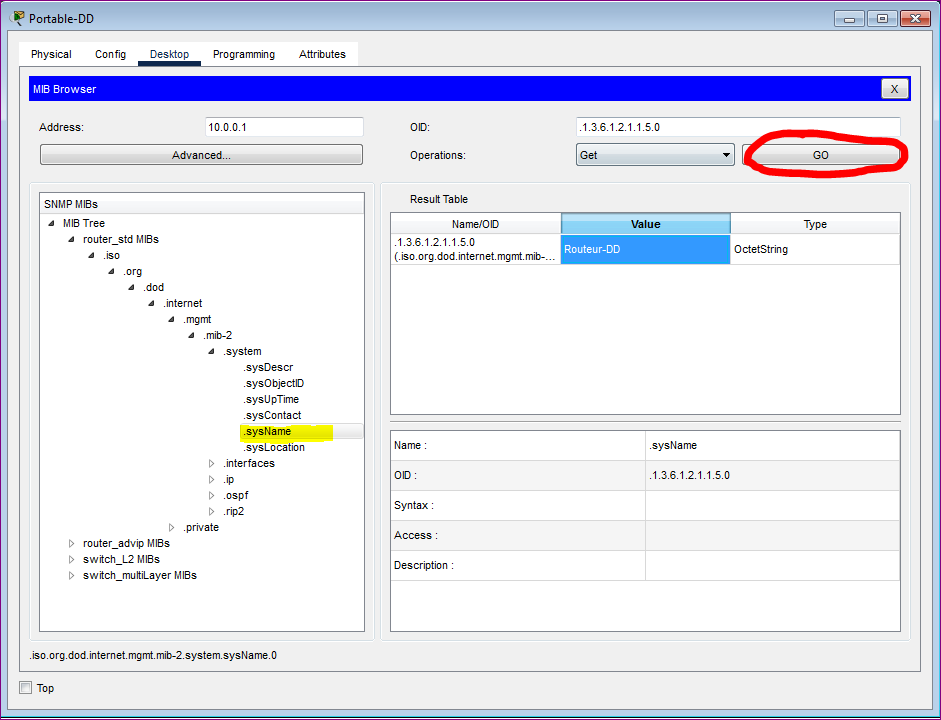 Portable-DD
Physical Config Desktop Programming Attributes
MIB Browser X
Address: 10.0.0.1 OID: .1.3.6.1.2.1.1.5.0
Advanced... Operations: Get GO
SNMP MIBs
MIB Tree
router_std MIBs
.iso
.org
.dod
.internet
.mgmt
.mib-2
.system
.sysDescr
.sysObjectID
.sysUpTime
.sysContact
.sysName
.sysLocation
.interfaces
.ip
.ospf
.rip2
.private
router_advip MIBs
switch_L2 MIBs
switch_multiLayer MIBs
Result Table
Name/OID Value Type
.1.3.6.1.2.1.1.5.0
(.iso.org.dod.internet.mgmt.mib-... Routeur-DD OctetString
Name : .sysName
OID : .1.3.6.1.2.1.1.5.0
Syntax :
Access :
Description :
.iso.org.dod.internet.mgmt.mib-2.system.sysName.0
Top